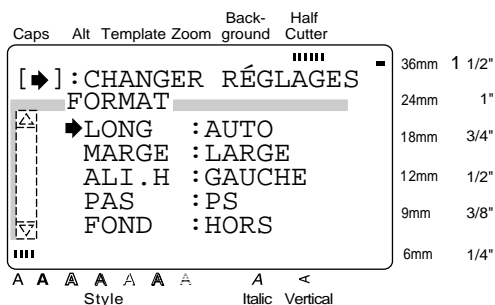 Back- Half
Caps Alt Template Zoom ground Cutter
[➧]:CHANGER RÉGLAGES
FORMAT
➧LONG :AUTO
MARGE :LARGE
ALI.H :GAUCHE
PAS :PS
FOND :HORS
36mm 1 1/2"
24mm 1"
18mm 3/4"
12mm 1/2"
9mm 3/8"
6mm 1/4"
A A A A A A A A A
Style Italic Vertical